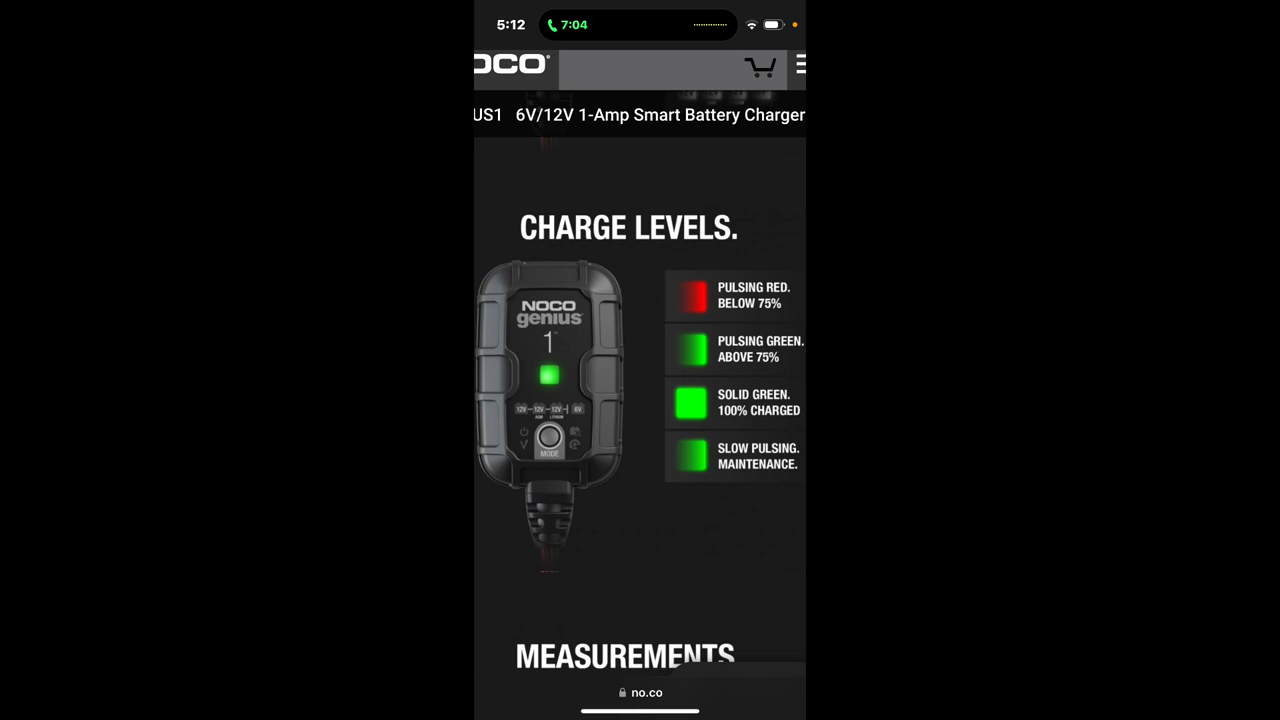 5:12
7:04
OCO®
US1 6V/12V 1-Amp Smart Battery Charger
CHARGE LEVELS.
NOCO
genius
1
12V 12V 12V 6V
AGM LITHIUM
MODE
PULSING RED.
BELOW 75%
PULSING GREEN.
ABOVE 75%
SOLID GREEN.
100% CHARGED
SLOW PULSING.
MAINTENANCE.
MEASUREMENTS
no.co